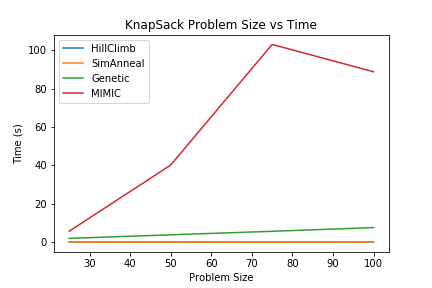 KnapSack Problem Size vs Time
HillClimb
SimAnneal
Genetic
MIMIC
Time (s)
100
80
60
40
20
0
30 40 50 60 70 80 90 100
Problem Size